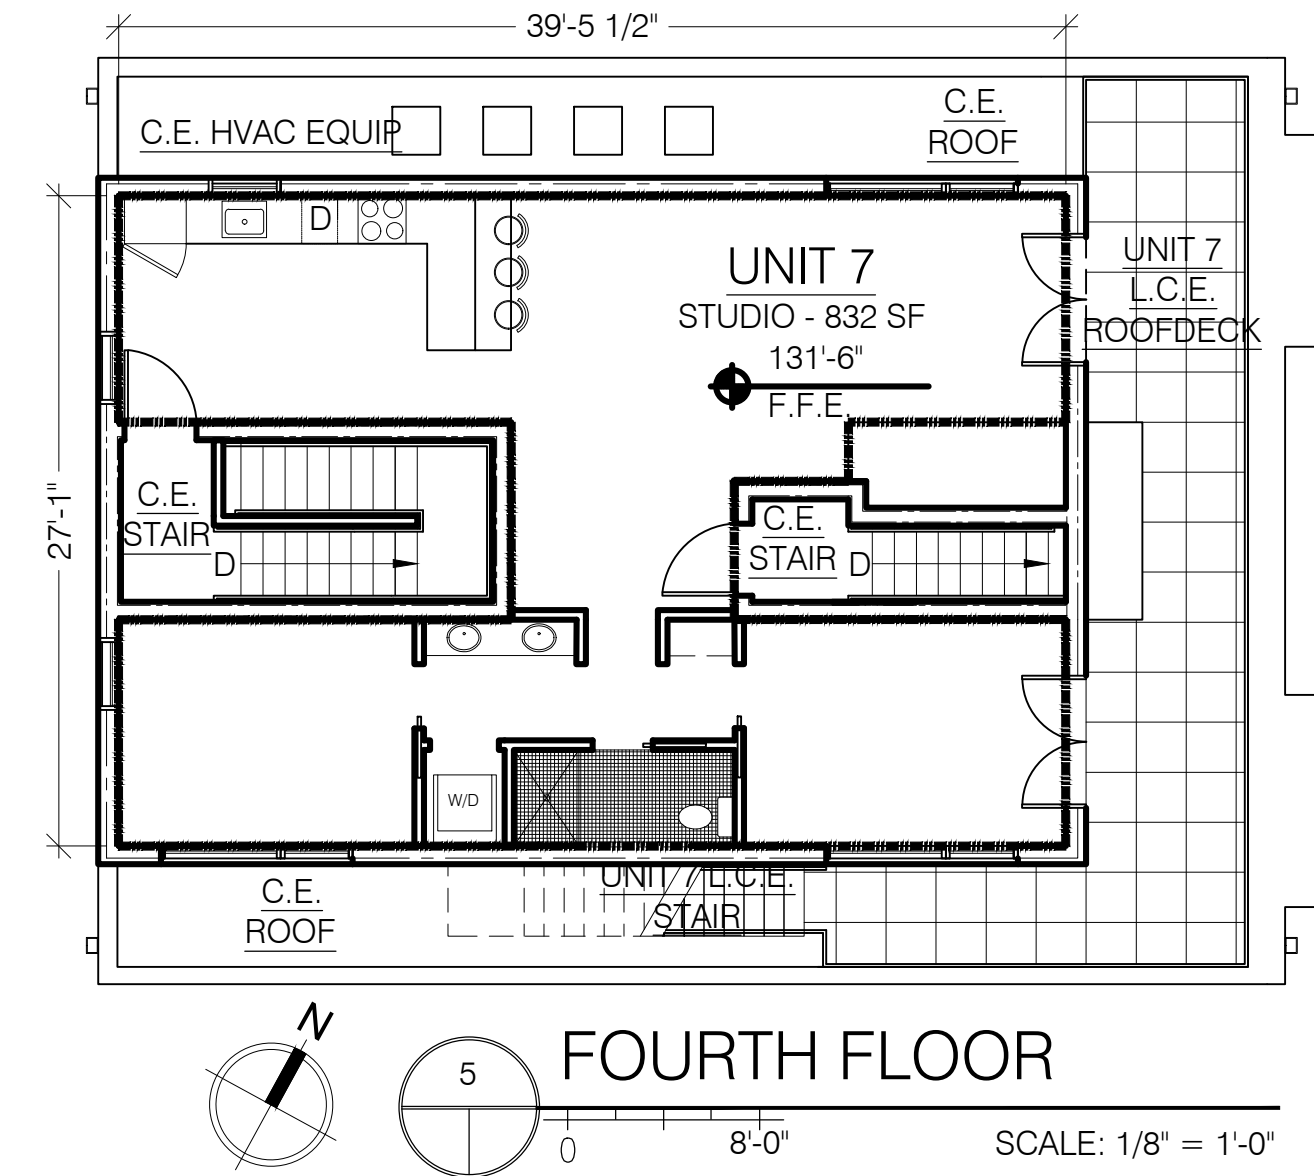 39'-5 1/2"
C.E. HVAC EQUIP
C.E.
ROOF
D
UNIT 7
STUDIO - 832 SF
131'-6"
F.F.E.
UNIT 7
L.C.E.
ROOFDECK
27'-1"
C.E.
STAIR
D
C.E.
STAIR
D
W/D
UNIT 7 L.C.E.
STAIR
C.E.
ROOF
N
5
FOURTH FLOOR
0
8'-0"
SCALE: 1/8" = 1'-0"